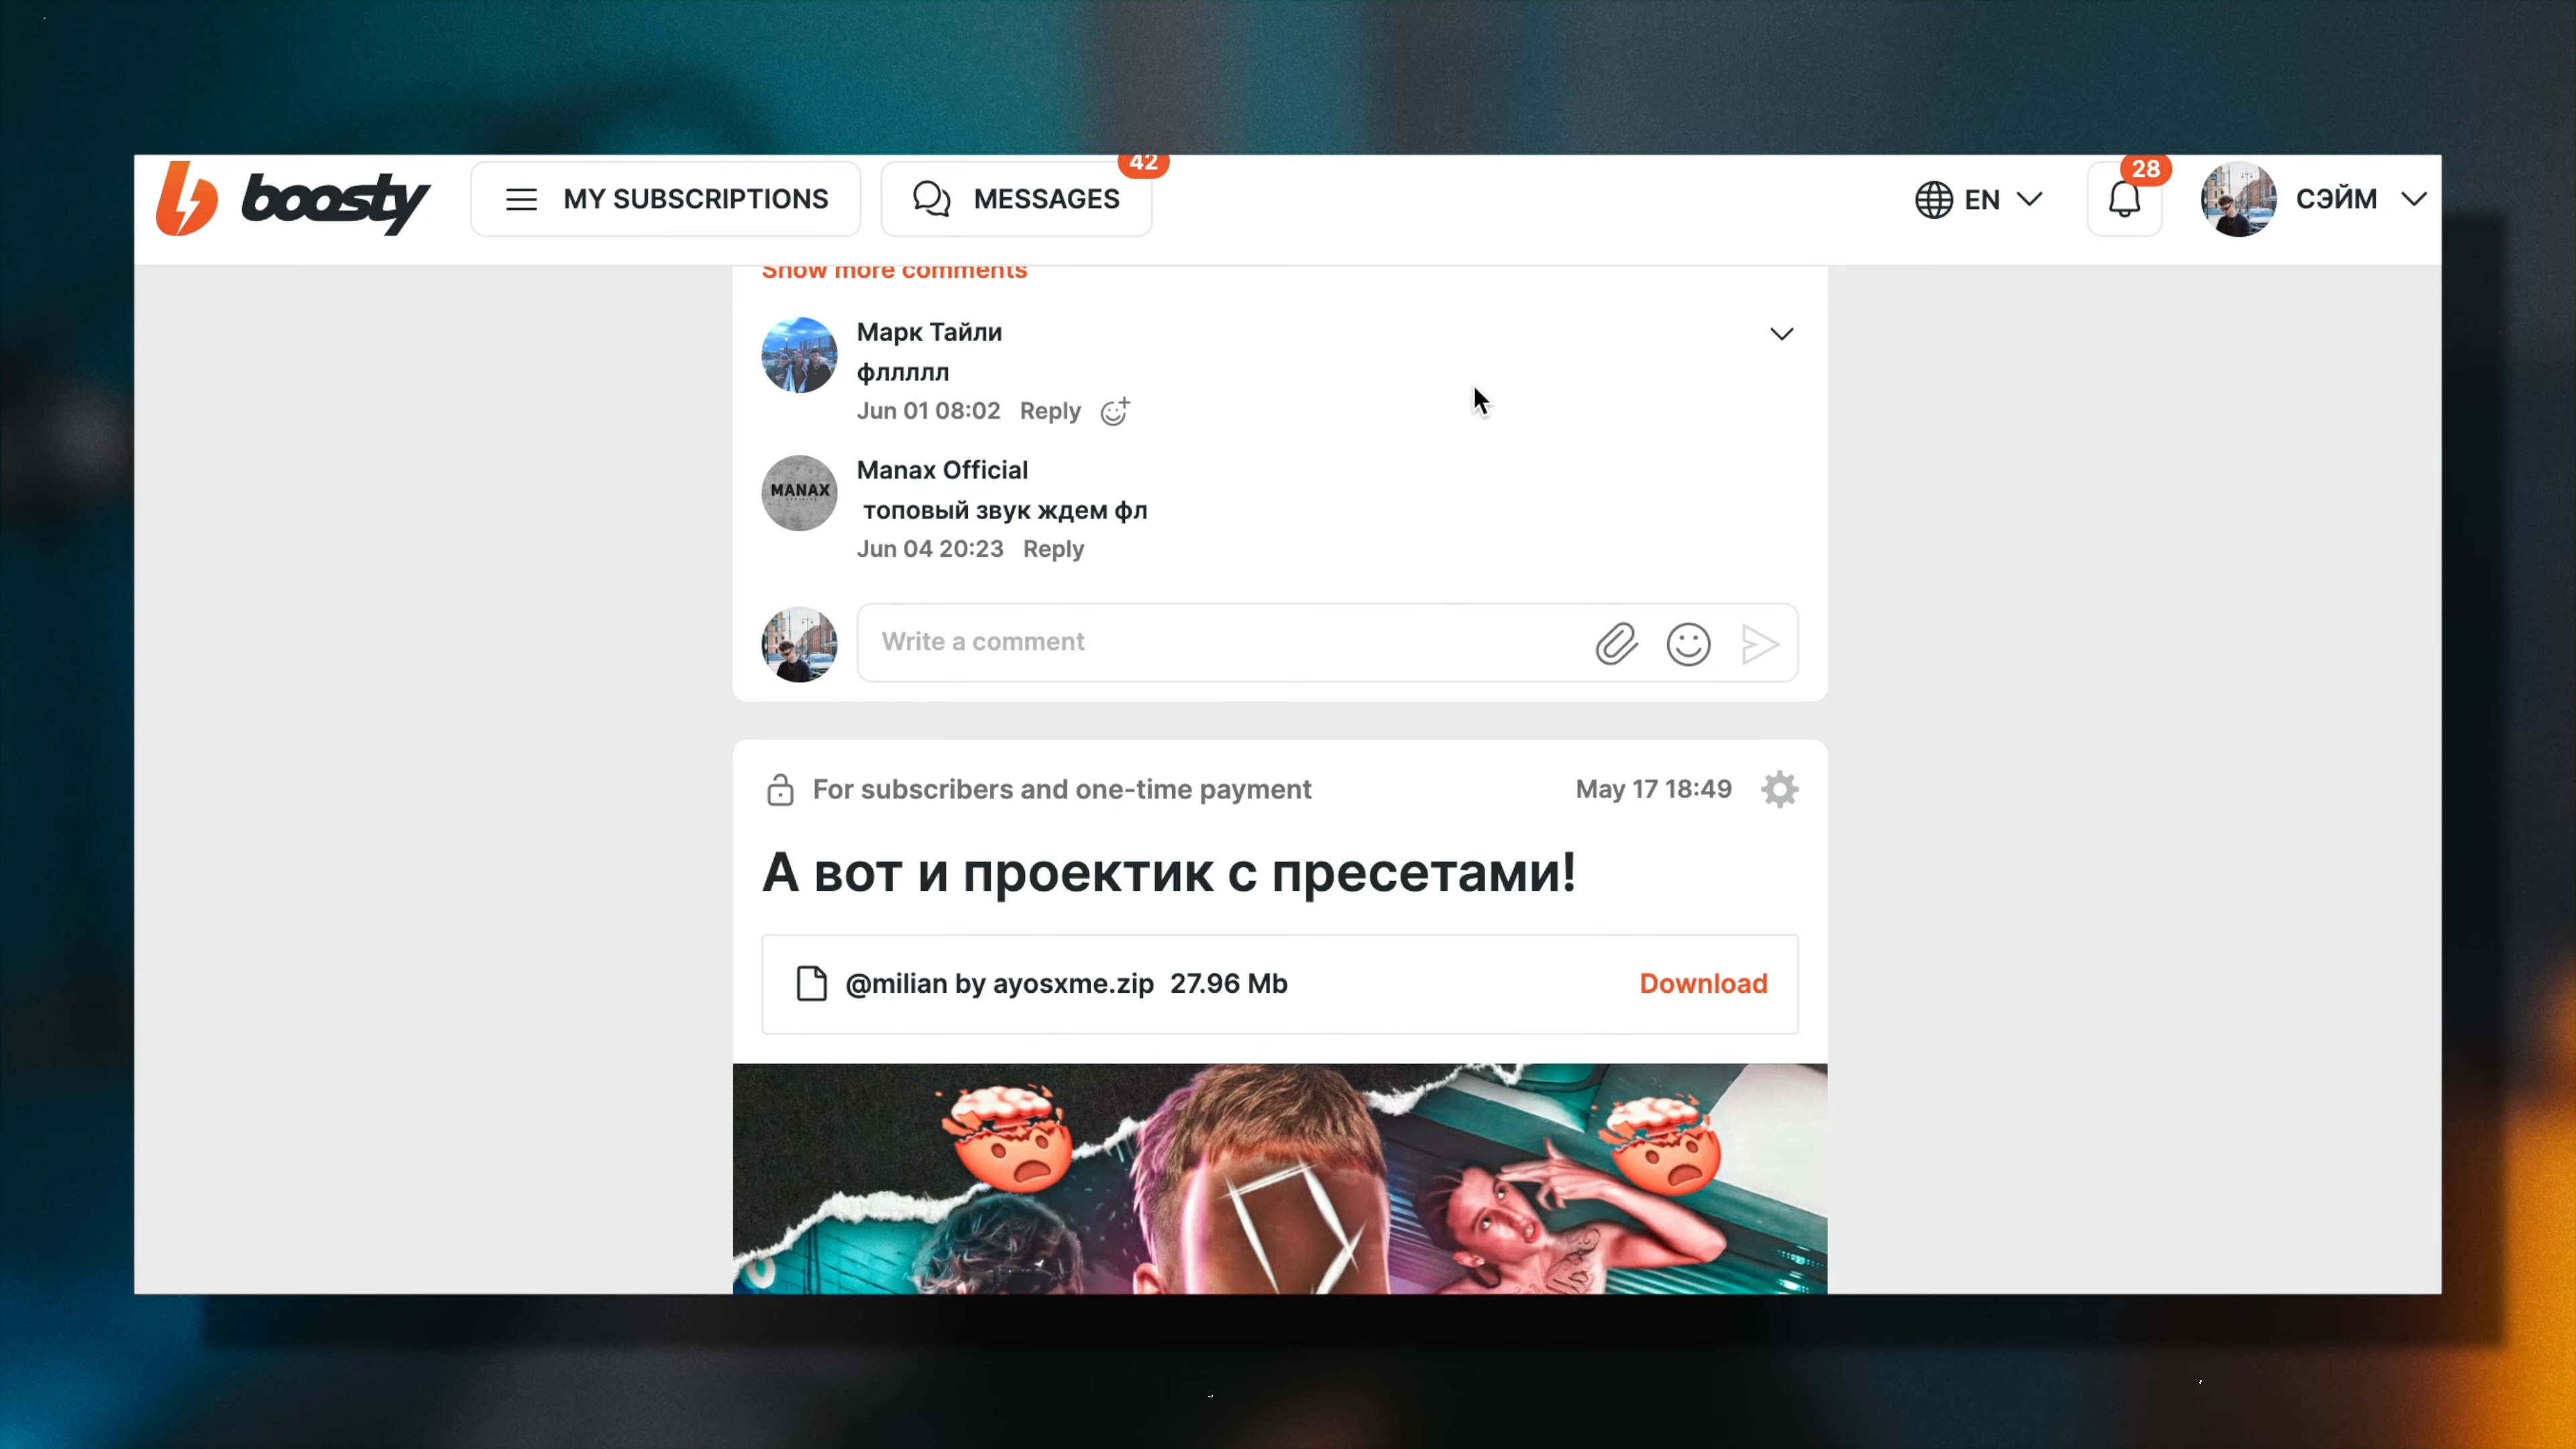 boosty
MY SUBSCRIPTIONS
MESSAGES
42
EN
28
СЭЙМ
Show more comments
Марк Тайли
фллллл
Jun 01 08:02 Reply
MANAX
Manax Official
топовый звук ждем фл
Jun 04 20:23 Reply
Write a comment
For subscribers and one-time payment
May 17 18:49
А вот и проектик с пресетами!
@milian by ayosxme.zip 27.96 Mb
Download